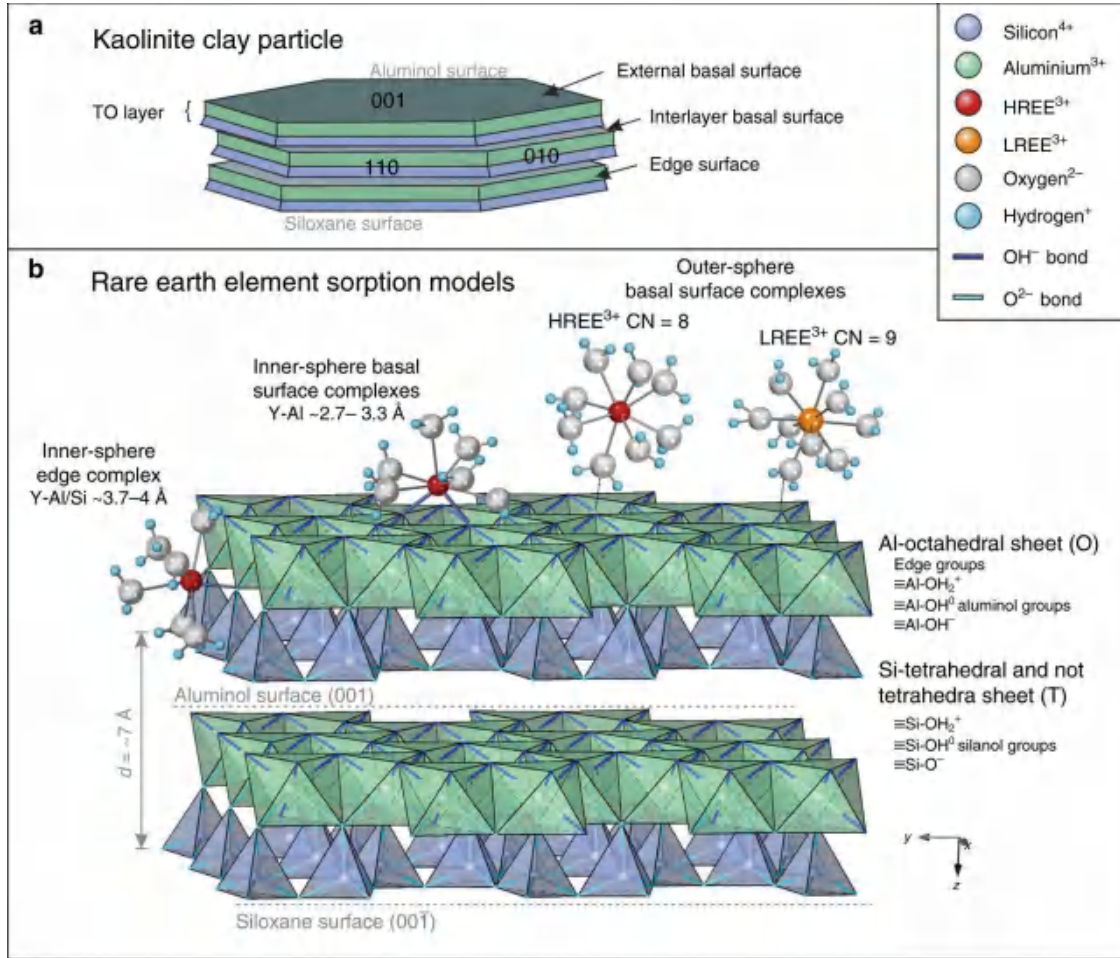 a
Kaolinite clay particle
Aluminol surface
External basal surface
001
TO layer {
Interlayer basal surface
110
010
Edge surface
Siloxane surface
Silicon4+
Aluminium3+
HREE3+
LREE3+
Oxygen2−
Hydrogen+
OH− bond
O2− bond
b
Rare earth element sorption models
Outer-sphere
basal surface complexes
HREE3+ CN = 8
LREE3+ CN = 9
Inner-sphere basal
surface complexes
Y-Al ~2.7– 3.3 Å
Inner-sphere
edge complex
Y-Al/Si ~3.7–4 Å
Al-octahedral sheet (O)
Edge groups
≡Al-OH2+
≡Al-OH0 aluminol groups
≡Al-OH−
Si-tetrahedral and not
tetrahedra sheet (T)
≡Si-OH2+
≡Si-OH0 silanol groups
≡Si-O−
Aluminol surface (001)
d = ~7 Å
y
x
z
Siloxane surface (001̄)